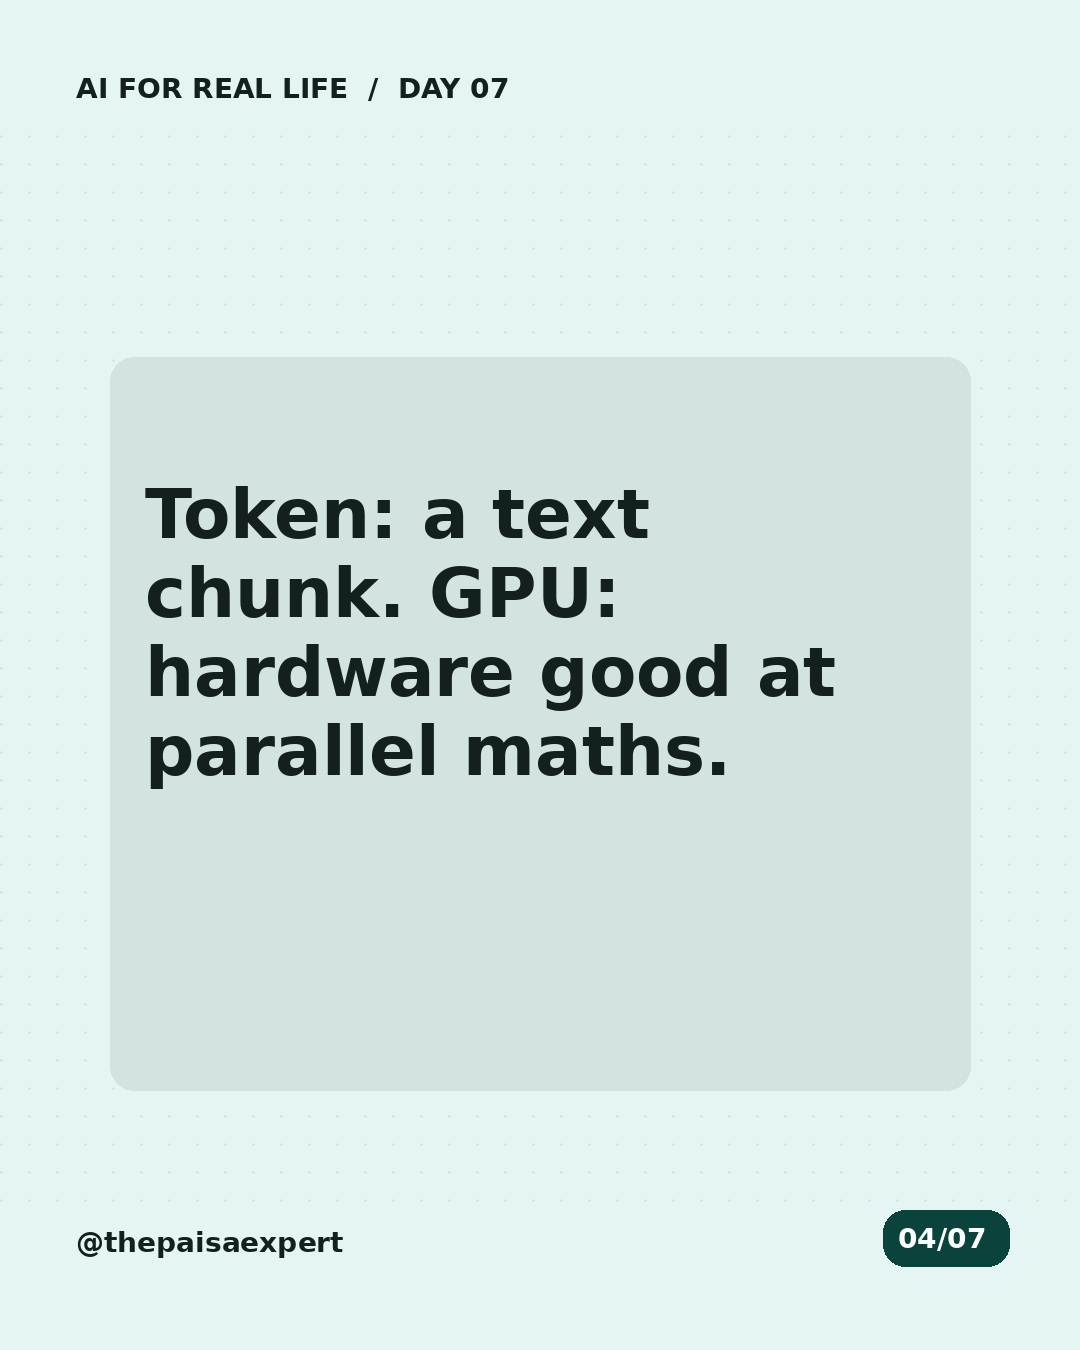 AI FOR REAL LIFE / DAY 07
Token: a text
chunk. GPU:
hardware good at
parallel maths.
@thepaisaexpert
04/07